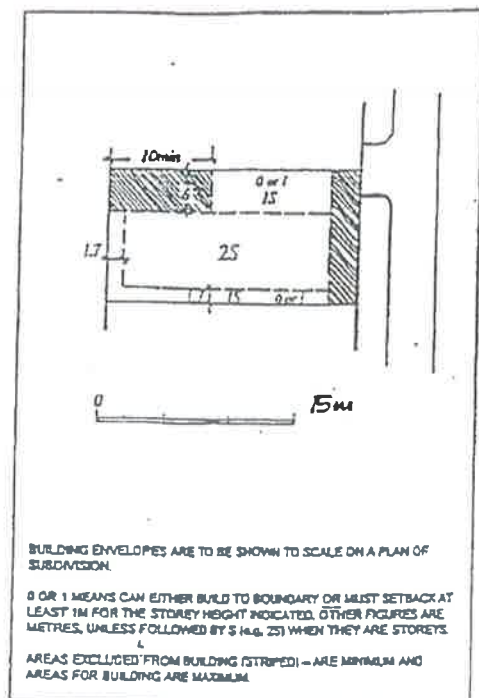 10min
0 or 1
1S
5
1.7
2S
1.7 1S 0 or 1
0 15m
BUILDING ENVELOPES ARE TO BE SHOWN TO SCALE ON A PLAN OF
SUBDIVISION.
0 OR 1 MEANS CAN EITHER BUILD TO BOUNDARY OR MUST SETBACK AT
LEAST 1M FOR THE STOREY HEIGHT INDICATED. OTHER FIGURES ARE
METRES, UNLESS FOLLOWED BY S (e.g. 2S) WHEN THEY ARE STOREYS.
AREAS EXCLUDED FROM BUILDING (STRIPED) - ARE MINIMUM AND
AREAS FOR BUILDING ARE MAXIMUM